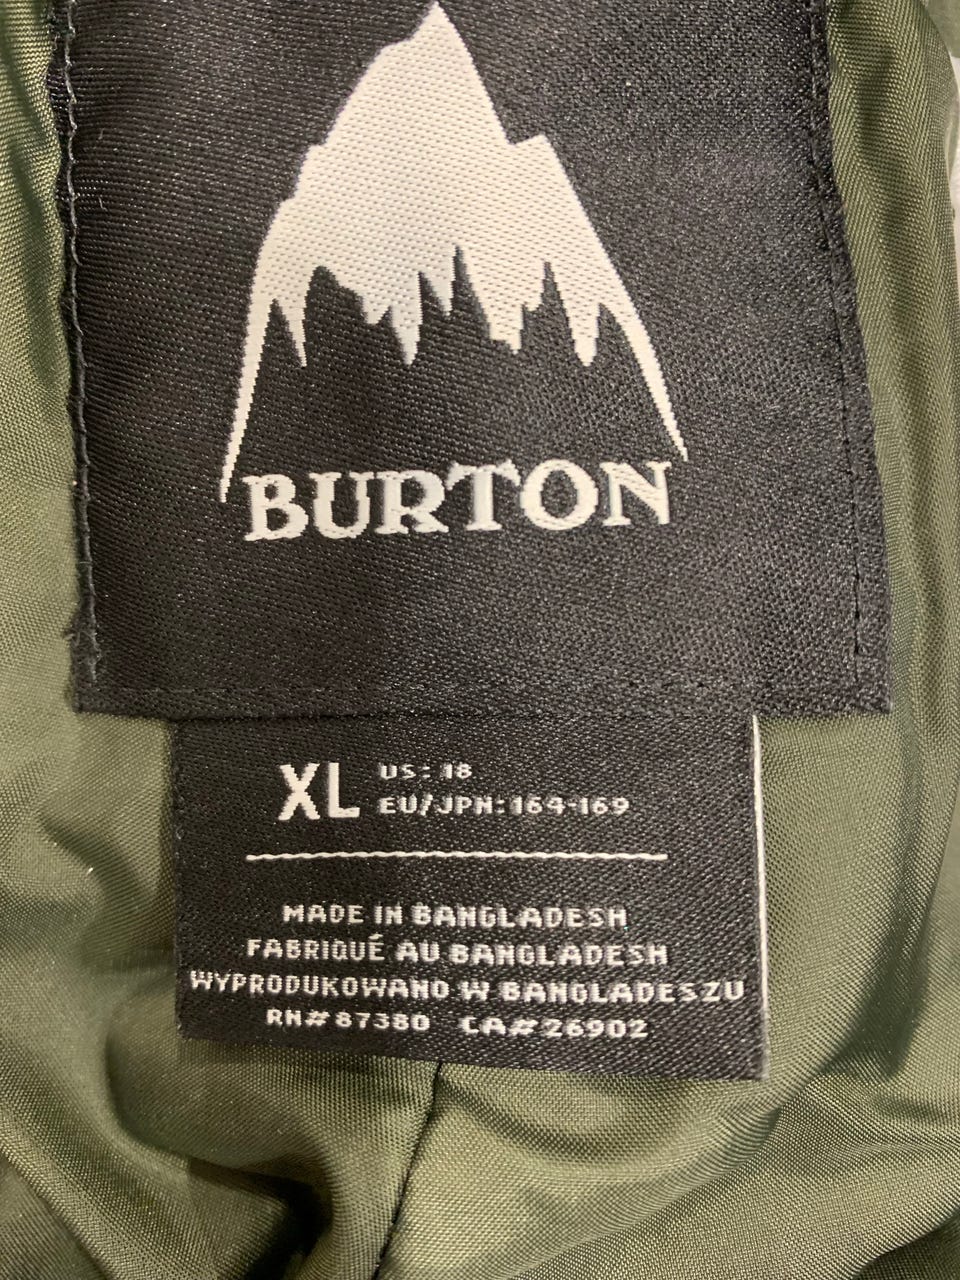 BURTON
XL US: 18
EU/JPN: 164-169
MADE IN BANGLADESH
FABRIQUÉ AU BANGLADESH
WYPRODUKOWANO W BANGLADESZU
RN# 87380 CA# 26902